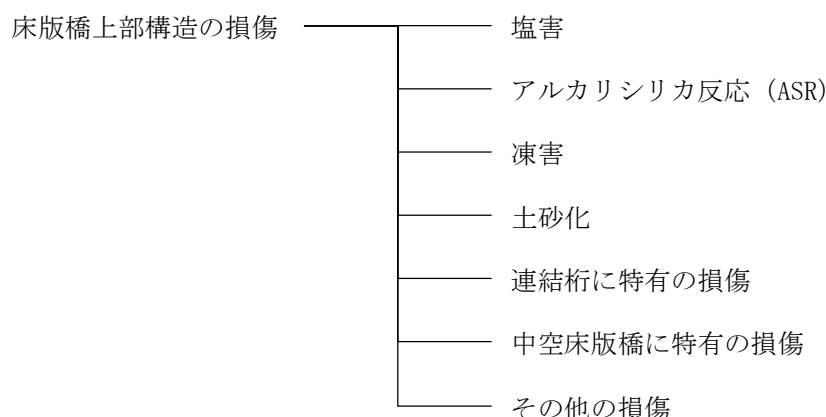 床版橋上部構造の損傷
塩害
アルカリシリカ反応（ASR）
凍害
土砂化
連結桁に特有の損傷
中空床版橋に特有の損傷
その他の損傷